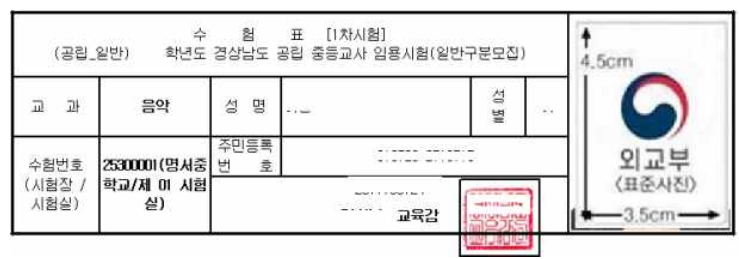 수 험 표 [1차시험]
(공립_일반) 학년도 경상남도 공립 중등교사 임용시험(일반구분모집)
교 과 음악 성 명 성별
수험번호 (시험장 / 시험실)
25300001(명서중학교/제 01 시험실)
주민등록번 호
교육감
4.5cm
외교부
(표준사진)
3.5cm